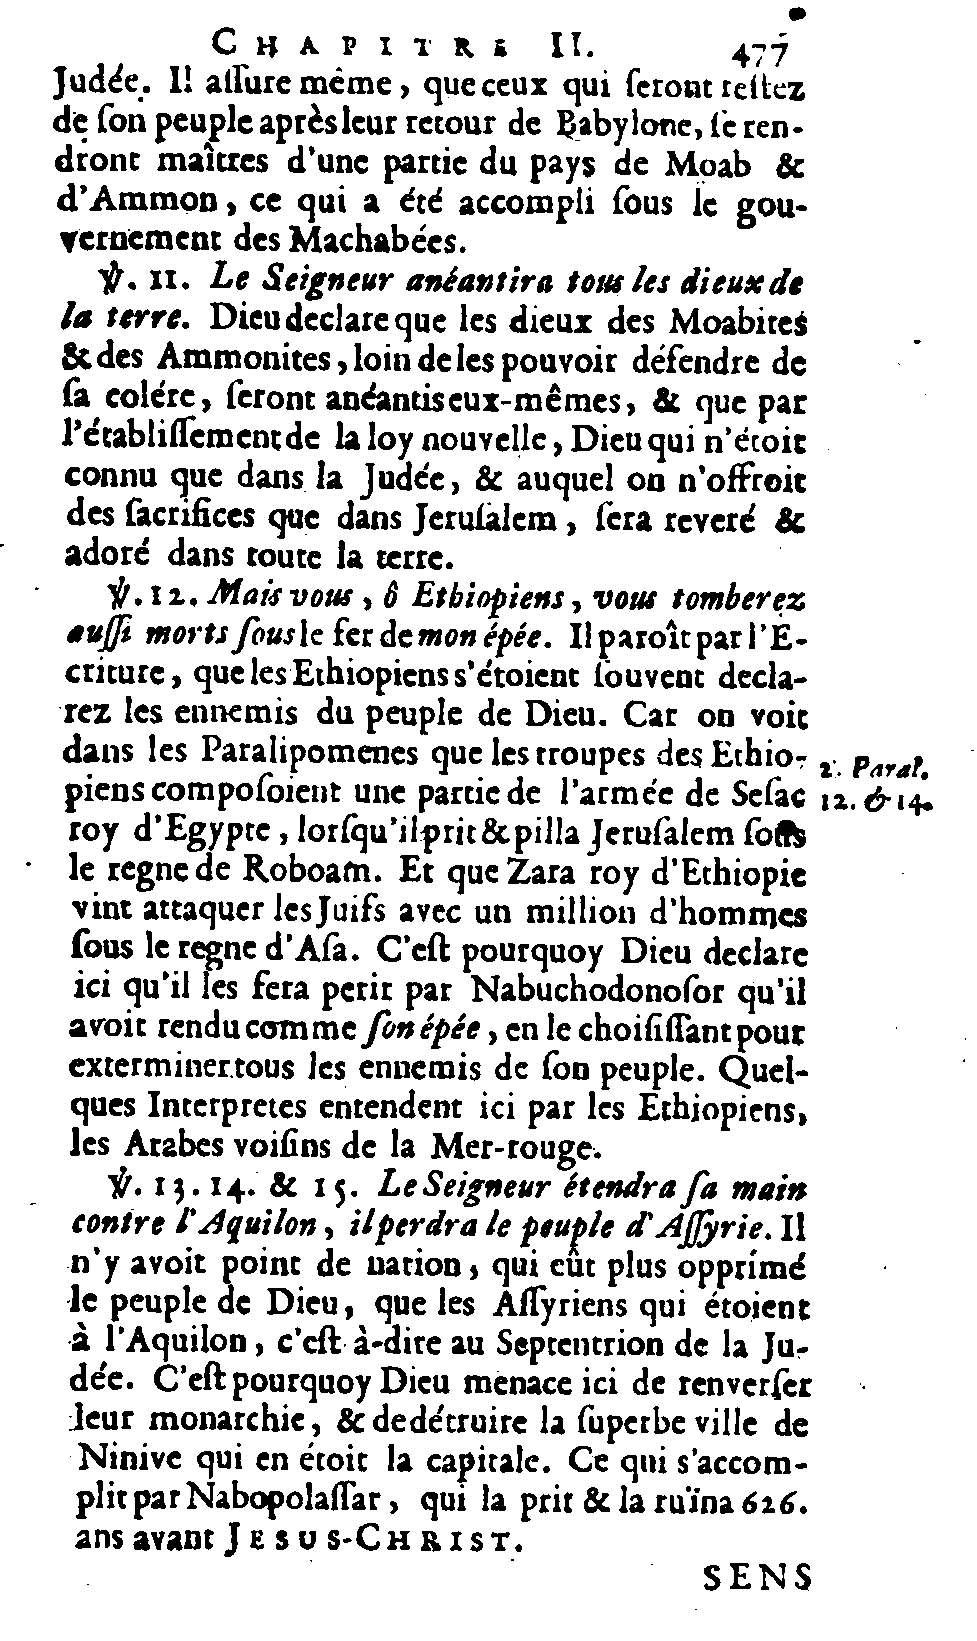 CHAPITRE II. 477
Judée. Il aſſure même, que ceux qui ſeront reſtez
de ſon peuple après leur retour de Babylone, ſe ren-
dront maîtres d'une partie du pays de Moab &
d'Ammon, ce qui a été accompli ſous le gou-
vernement des Machabées.
℣. 11. Le Seigneur anéantira tous les dieux de
la terre. Dieu declare que les dieux des Moabites
& des Ammonites, loin de les pouvoir défendre de
ſa colére, ſeront anéantis eux-mêmes, & que par
l'établiſſement de la loy nouvelle, Dieu qui n'étoit
connu que dans la Judée, & auquel on n'offroit
des ſacrifices que dans Jeruſalem, ſera reveré &
adoré dans toute la terre.
℣. 12. Mais vous, ô Ethiopiens, vous tomberez
auſſi morts ſous le fer de mon épée. Il paroît par l'E-
criture, que les Ethiopiens s'étoient ſouvent decla-
rez les ennemis du peuple de Dieu. Car on voit
dans les Paralipomenes que les troupes des Ethio-
piens compoſoient une partie de l'armée de Seſac
2. Paral.
12. & 14.
roy d'Egypte, lorſqu'il prit & pilla Jeruſalem ſous
le regne de Roboam. Et que Zara roy d'Ethiopie
vint attaquer les Juifs avec un million d'hommes
ſous le regne d'Aſa. C'eſt pourquoy Dieu declare
ici qu'il les fera perir par Nabuchodonoſor qu'il
avoit rendu comme ſon épée, en le choiſiſſant pour
exterminer tous les ennemis de ſon peuple. Quel-
ques Interpretes entendent ici par les Ethiopiens,
les Arabes voiſins de la Mer-rouge.
℣. 13. 14. & 15. Le Seigneur étendra ſa main
contre l'Aquilon, il perdra le peuple d'Aſſyrie. Il
n'y avoit point de nation, qui eût plus opprimé
le peuple de Dieu, que les Aſſyriens qui étoient
à l'Aquilon, c'eſt-à-dire au Septentrion de la Ju-
dée. C'eſt pourquoy Dieu menace ici de renverſer
leur monarchie, & de détruire la ſuperbe ville de
Ninive qui en étoit la capitale. Ce qui s'accom-
plit par Nabopolaſſar, qui la prit & la ruïna 626.
ans avant JESUS-CHRIST.
SENS